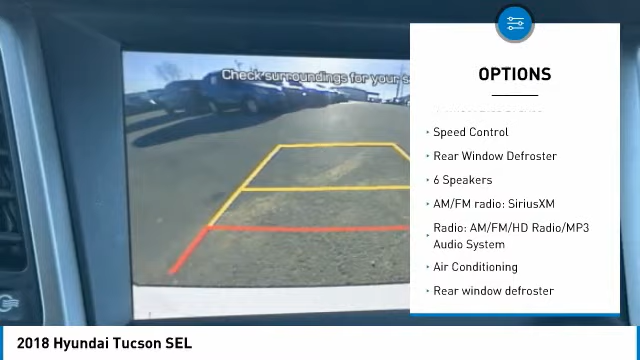 Check surroundings for your s
OPTIONS
Speed Control
Rear Window Defroster
6 Speakers
AM/FM radio: SiriusXM
Radio: AM/FM/HD Radio/MP3
Audio System
Air Conditioning
Rear window defroster
2018 Hyundai Tucson SEL